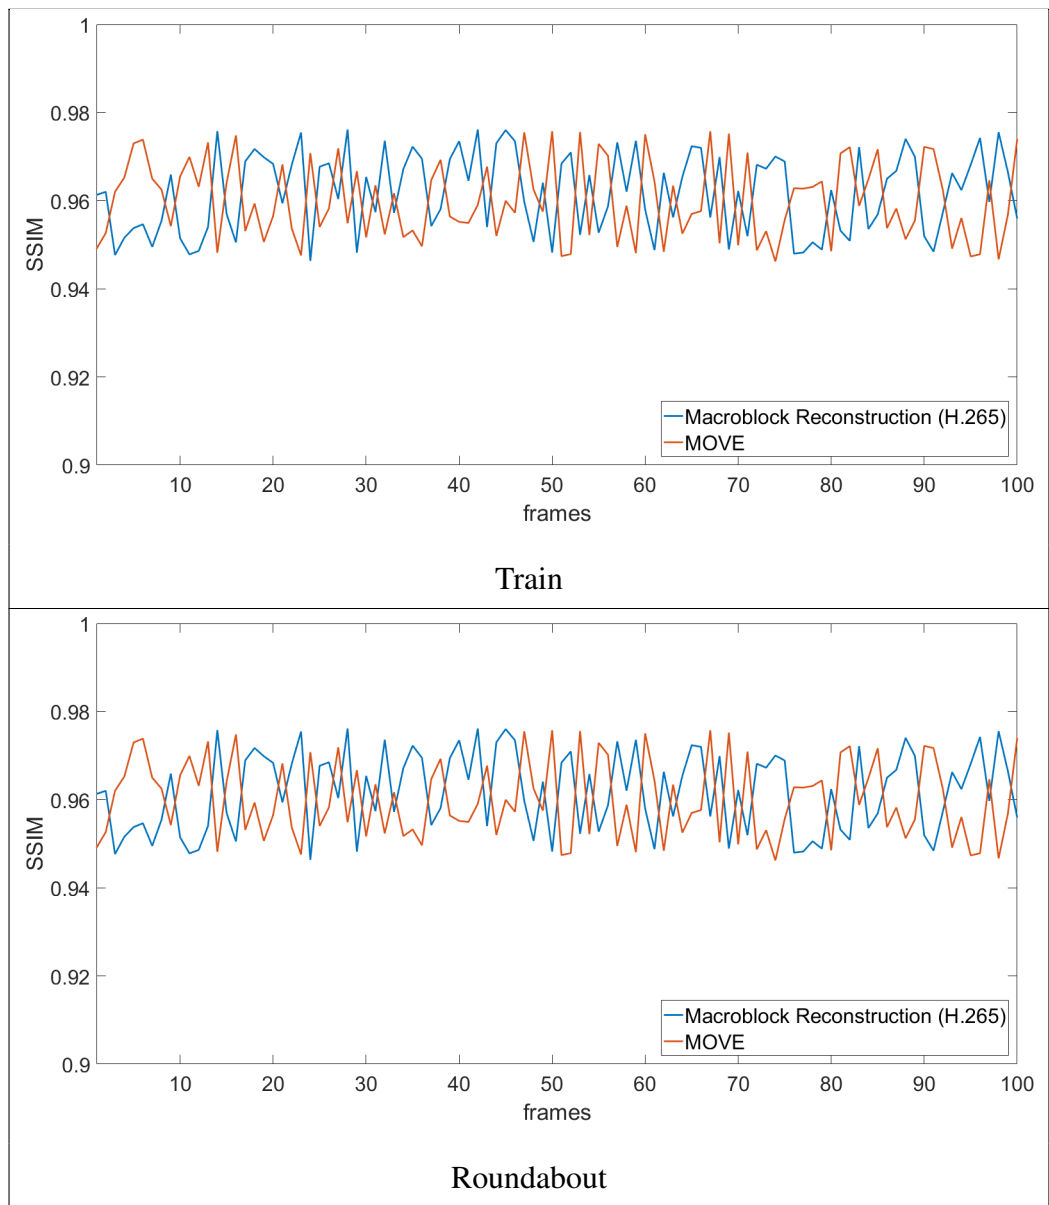 1
0.98
0.96
SSIM
0.94
0.92
0.9
Macroblock Reconstruction (H.265)
MOVE
10 20 30 40 50 60 70 80 90 100
frames
Train
1
0.98
0.96
SSIM
0.94
0.92
0.9
Macroblock Reconstruction (H.265)
MOVE
10 20 30 40 50 60 70 80 90 100
frames
Roundabout